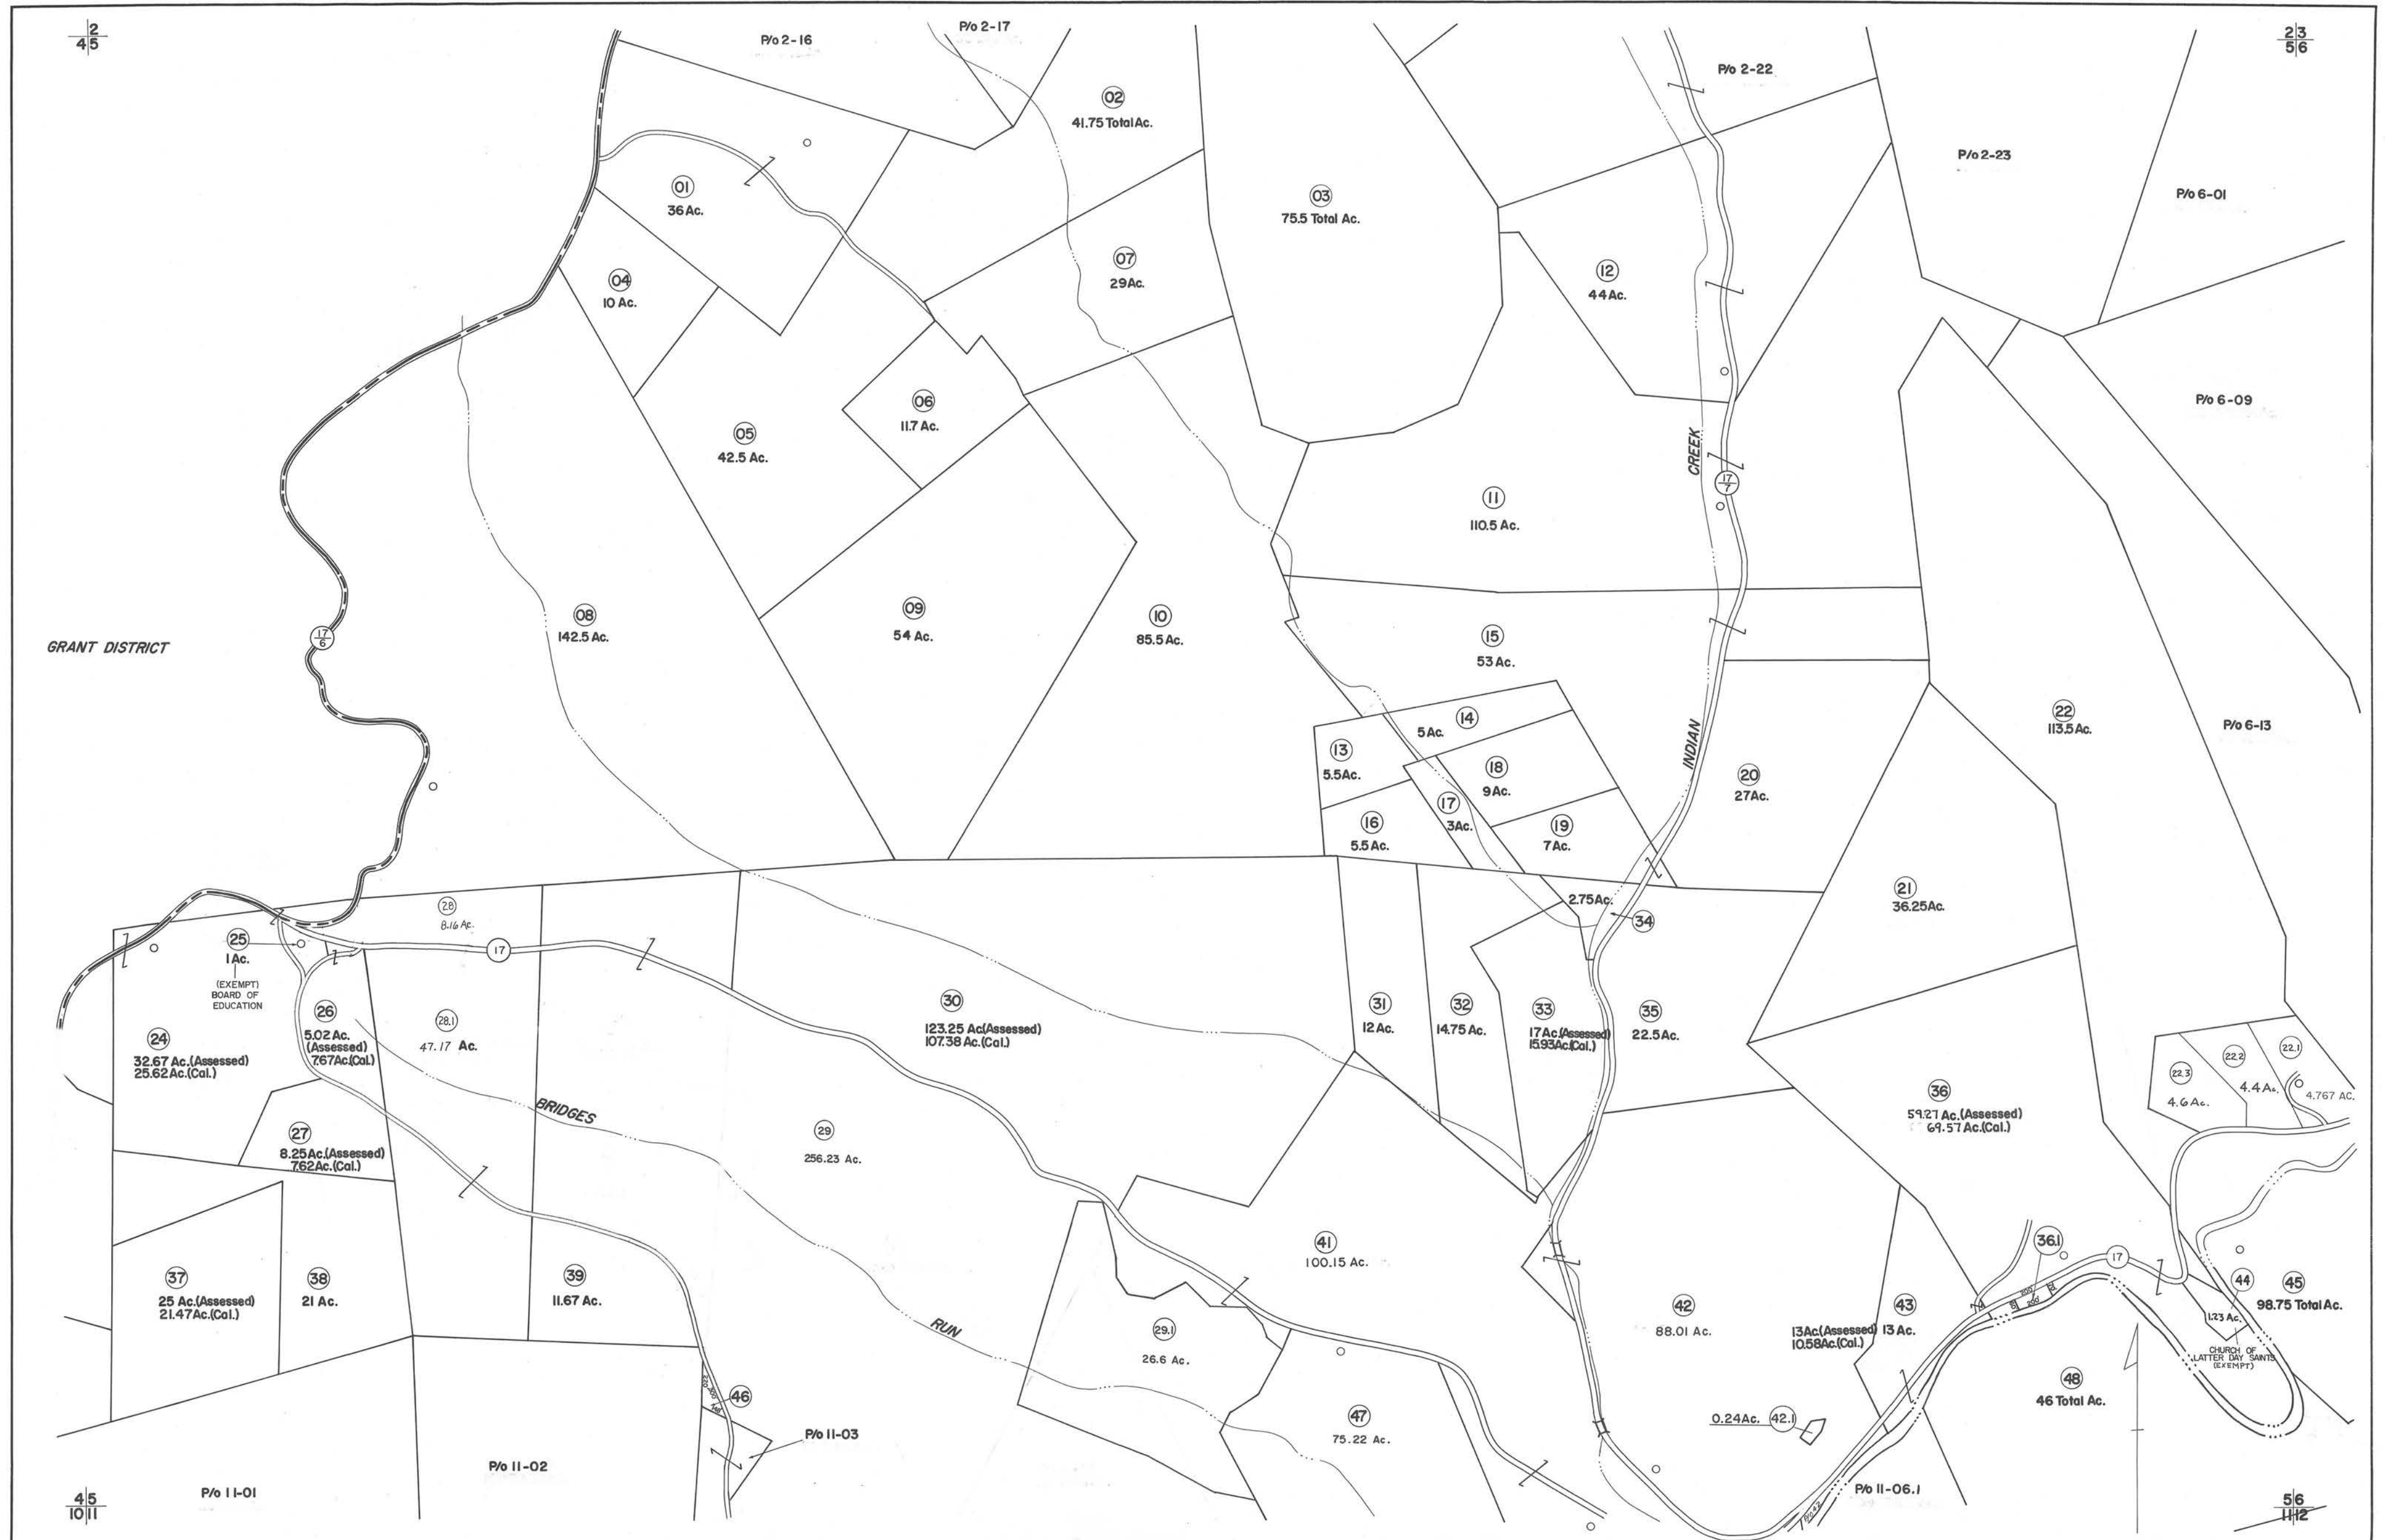 2
4 5
P/o 2-16
P/o 2-17
P/o 2-22
2 3
5 6
02
41.75 Total Ac.
P/o 2-23
01
36 Ac.
03
75.5 Total Ac.
P/o 6-01
04
10 Ac.
07
29 Ac.
12
44 Ac.
05
42.5 Ac.
06
11.7 Ac.
P/o 6-09
CREEK
17
7
11
110.5 Ac.
GRANT DISTRICT
17
6
08
142.5 Ac.
09
54 Ac.
10
85.5 Ac.
15
53 Ac.
14
5 Ac.
13
5.5 Ac.
18
9 Ac.
INDIAN
22
113.5 Ac.
P/o 6-13
17
3 Ac.
20
27 Ac.
16
5.5 Ac.
19
7 Ac.
21
36.25 Ac.
2.75 Ac.
34
28
8.16 Ac.
25
1 Ac.
(EXEMPT)
BOARD OF
EDUCATION
17
24
32.67 Ac.(Assessed)
25.62 Ac.(Cal.)
26
5.02 Ac.
(Assessed)
7.67 Ac.(Cal.)
28.1
47.17 Ac.
30
123.25 Ac.(Assessed)
107.38 Ac.(Cal.)
31
12 Ac.
32
14.75 Ac.
33
17 Ac.(Assessed)
15.93 Ac.(Cal.)
35
22.5 Ac.
36
59.27 Ac.(Assessed)
69.57 Ac.(Cal.)
22.3
4.6 Ac.
22.2
4.4 Ac.
22.1
4.767 AC.
BRIDGES
27
8.25 Ac.(Assessed)
7.62 Ac.(Cal.)
29
256.23 Ac.
37
25 Ac.(Assessed)
21.47 Ac.(Cal.)
38
21 Ac.
39
11.67 Ac.
41
100.15 Ac.
36.1
17
200'
200'
44
1.23 Ac.
CHURCH OF
LATTER DAY SAINTS
(EXEMPT)
45
98.75 Total Ac.
42
88.01 Ac.
43
13 Ac.(Assessed) 13 Ac.
10.58 Ac.(Cal.)
RUN
29.1
26.6 Ac.
46
48
46 Total Ac.
47
75.22 Ac.
0.24 Ac. 42.1
P/o 11-03
P/o 11-02
P/o 11-01
P/o 11-06.1
4 5
10 11
5 6
11 12